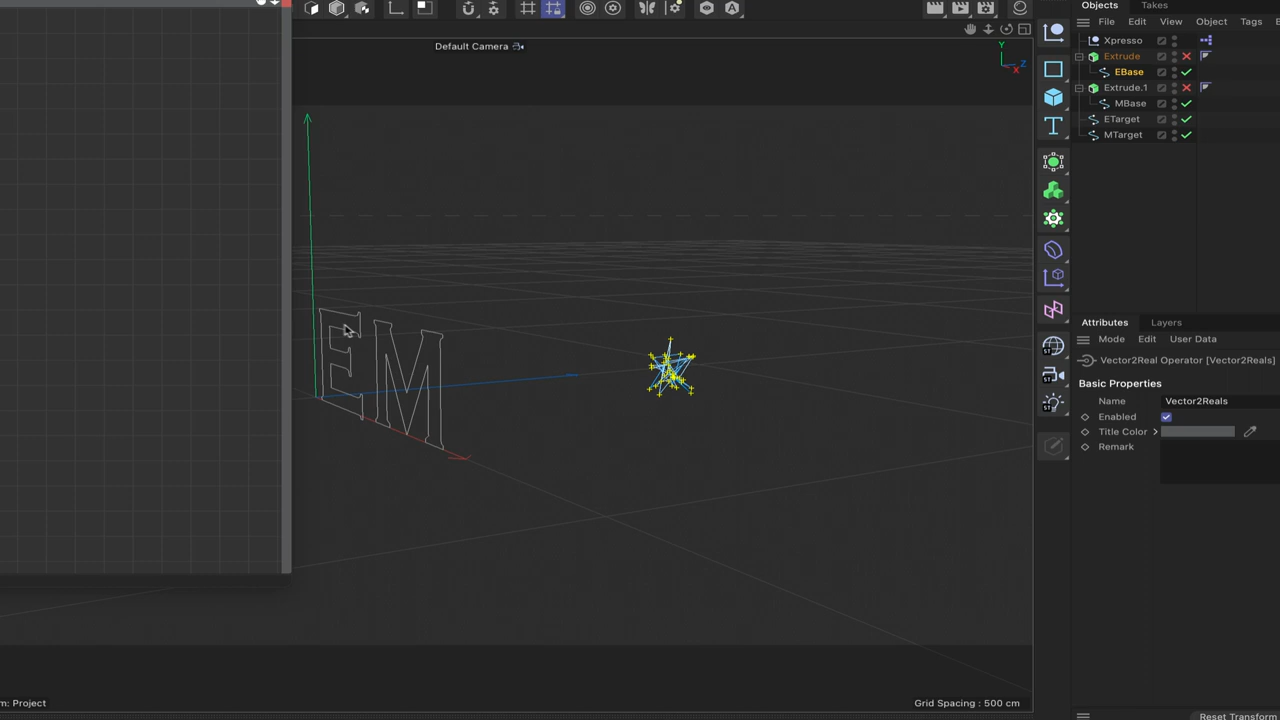 Objects Takes
File Edit View Object Tags
Default Camera
Y
Z
X
Xpresso
Extrude
EBase
Extrude.1
MBase
ETarget
MTarget
E M
Attributes Layers
Mode Edit User Data
Vector2Real Operator [Vector2Reals]
Basic Properties
Name Vector2Reals
Enabled
Title Color
Remark
m: Project
Grid Spacing : 500 cm
Reset Transform